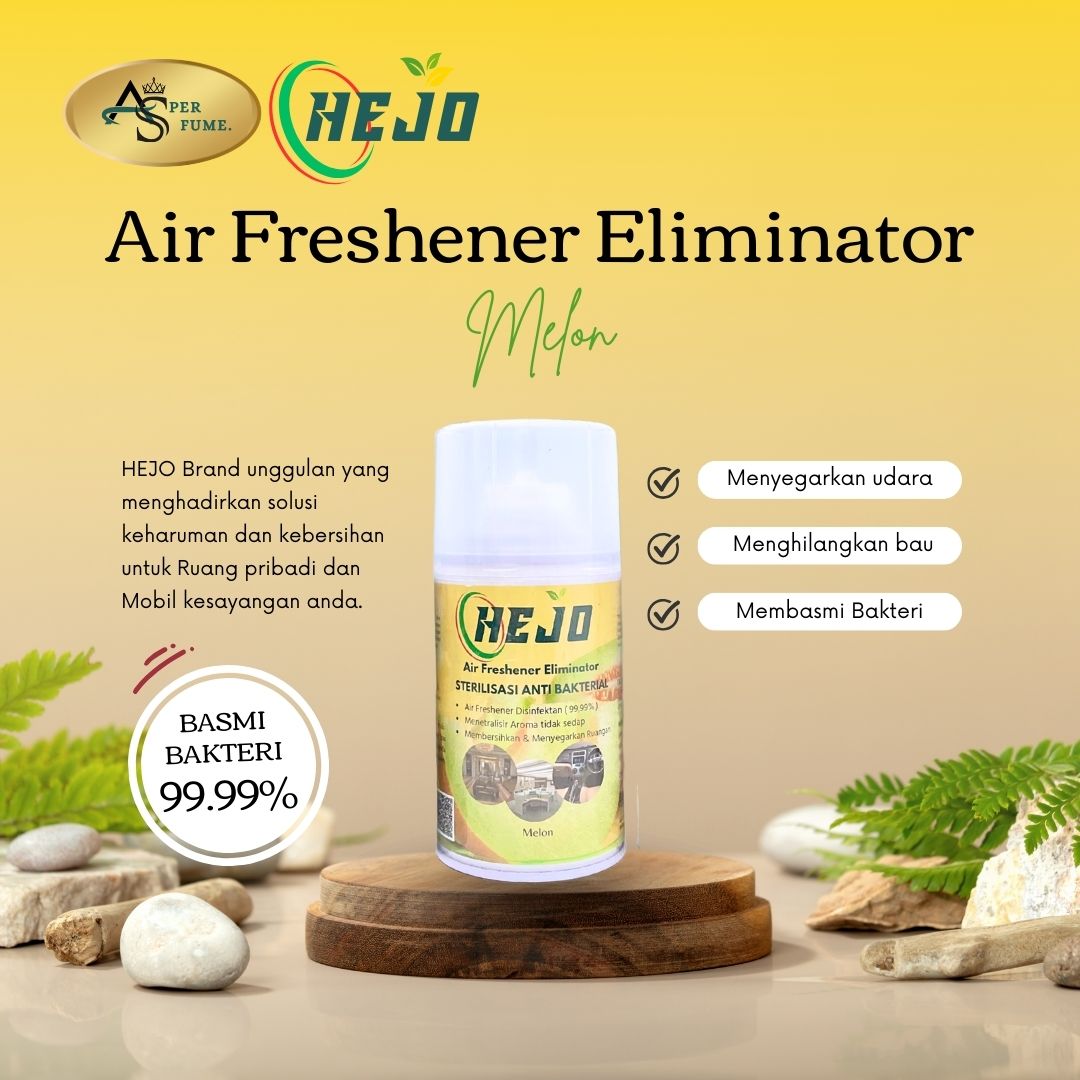 AS PER
FUME.
HEJO
Air Freshener Eliminator
Melon
HEJO Brand unggulan yang
menghadirkan solusi
keharuman dan kebersihan
untuk Ruang pribadi dan
Mobil kesayangan anda.
Menyegarkan udara
Menghilangkan bau
Membasmi Bakteri
BASMI
BAKTERI
99.99%
HEJO
Air Freshener Eliminator
STERILISASI ANTI BAKTERIAL
• Air Freshener Disinfektan ( 99,99% )
• Menetralisir Aroma tidak sedap
• Membersihkan & Menyegarkan Ruangan
Melon